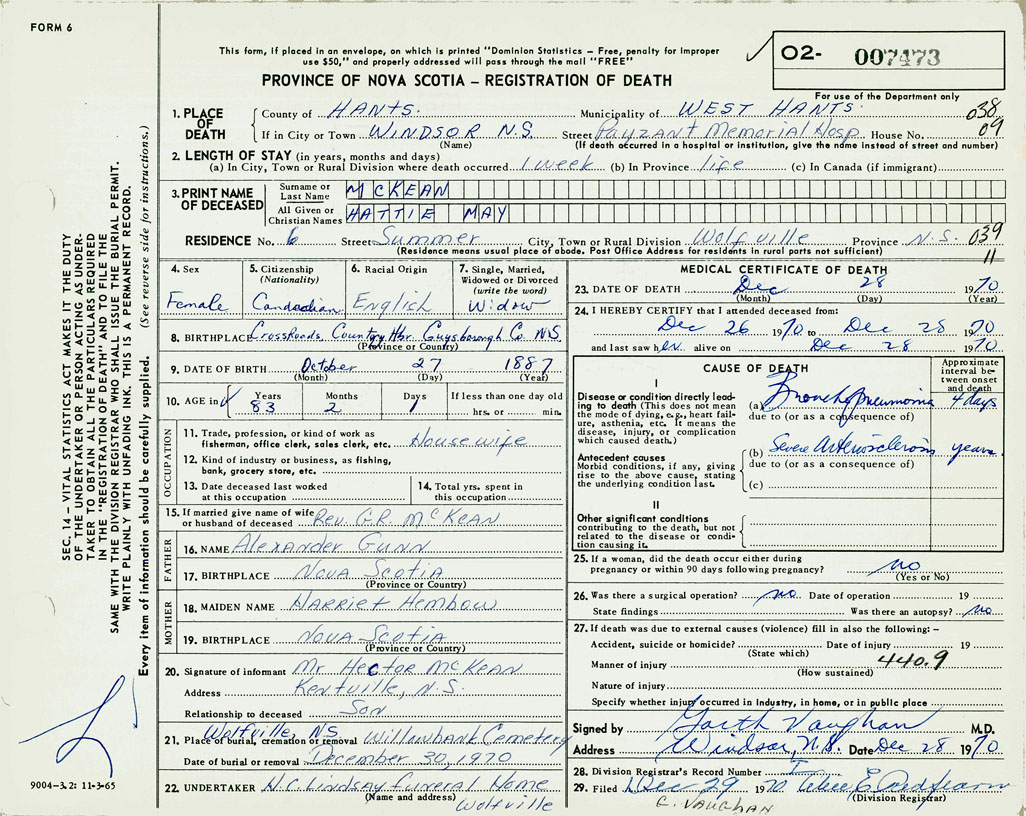 FORM 6
This form, if placed in an envelope, on which is printed "Dominion Statistics – Free, penalty for improper
use $50," and properly addressed will pass through the mail "FREE"
O2- 007473
PROVINCE OF NOVA SCOTIA – REGISTRATION OF DEATH
For use of the Department only
1. PLACE OF DEATH
County of HANTS. Municipality of WEST HANTS. 038
If in City or Town WINDSOR N.S. Street Payzant Memorial Hosp. House No. 09
(Name) (If death occurred in a hospital or institution, give the name instead of street and number)
2. LENGTH OF STAY (in years, months and days)
(a) In City, Town or Rural Division where death occurred 1 week (b) In Province life (c) In Canada (if immigrant)
3. PRINT NAME OF DECEASED
Surname or Last Name McKEAN
All Given or Christian Names HATTIE MAY
RESIDENCE No. 6 Street Summer City, Town or Rural Division Wolfville Province N.S. 039
(Residence means usual place of abode. Post Office Address for residents in rural parts not sufficient) 11
4. Sex
Female
5. Citizenship
(Nationality)
Canadian
6. Racial Origin
English
7. Single, Married,
Widowed or Divorced
(write the word)
Widow
8. BIRTHPLACE Crossroads Country Hbr. Guysborough Co. N.S.
(Province or Country)
9. DATE OF BIRTH October 27 1887
(Month) (Day) (Year)
10. AGE in Years Months Days If less than one day old
83 2 1 hrs. or min.
OCCUPATION
11. Trade, profession, or kind of work as
fisherman, office clerk, sales clerk, etc. Housewife
12. Kind of industry or business, as fishing,
bank, grocery store, etc.
13. Date deceased last worked
at this occupation
14. Total yrs. spent in
this occupation
15. If married give name of wife
or husband of deceased Rev. G.R. McKEAN
FATHER
16. NAME Alexander Gunn
17. BIRTHPLACE Nova Scotia
(Province or Country)
MOTHER
18. MAIDEN NAME HARRIET Hembow
19. BIRTHPLACE NOVA SCOTIA
(Province or Country)
20. Signature of informant Mr Hector McKEAN
Address Kentville, N.S.
Relationship to deceased Son
Wolfville, N.S.
21. Place of burial, cremation or removal Willowbank Cemetery
Date of burial or removal December 30, 1970
22. UNDERTAKER H.C. Lindsay Funeral Home
(Name and address) Wolfville
MEDICAL CERTIFICATE OF DEATH
23. DATE OF DEATH Dec 28 1970
(Month) (Day) (Year)
24. I HEREBY CERTIFY that I attended deceased from:
Dec 26 1970 to Dec 28 1970
and last saw her alive on Dec 28 1970
CAUSE OF DEATH
Approximate
interval be-
tween onset
and death
I
Disease or condition directly lead-
ing to death (This does not mean
the mode of dying, e.g., heart fail-
ure, asthenia, etc. It means the
disease, injury, or complication
which caused death.)
(a) Bronchopneumonia 4 days
due to (or as a consequence of)
Antecedent causes
Morbid conditions, if any, giving
rise to the above cause, stating
the underlying condition last.
(b) Severe Arteriosclerosis years.
due to (or as a consequence of)
(c)
II
Other significant conditions
contributing to the death, but not
related to the disease or condi-
tion causing it.
25. If a woman, did the death occur either during
pregnancy or within 90 days following pregnancy? no
(Yes or No)
26. Was there a surgical operation? no. Date of operation 19
State findings Was there an autopsy? no
27. If death was due to external causes (violence) fill in also the following: –
Accident, suicide or homicide? Date of injury 19
(State which) 440.9
Manner of injury
(How sustained)
Nature of injury
Specify whether injury occurred in industry, in home, or in public place
Signed by Garth Vaughan M.D.
Address Windsor, N.S. Date Dec 28 1970
28. Division Registrar's Record Number
29. Filed Dec 29 1970
(Division Registrar)
G. VAUGHAN
SEC. 14 – VITAL STATISTICS ACT MAKES IT THE DUTY
OF THE UNDERTAKER OR PERSON ACTING AS UNDER-
TAKER TO OBTAIN ALL THE PARTICULARS REQUIRED
IN THE "REGISTRATION OF DEATH" AND TO FILE THE
SAME WITH THE DIVISION REGISTRAR WHO SHALL ISSUE THE BURIAL PERMIT.
WRITE PLAINLY WITH UNFADING INK. THIS IS A PERMANENT RECORD.
Every item of information should be carefully supplied. (See reverse side for instructions.)
9004-3.2: 11-3-65